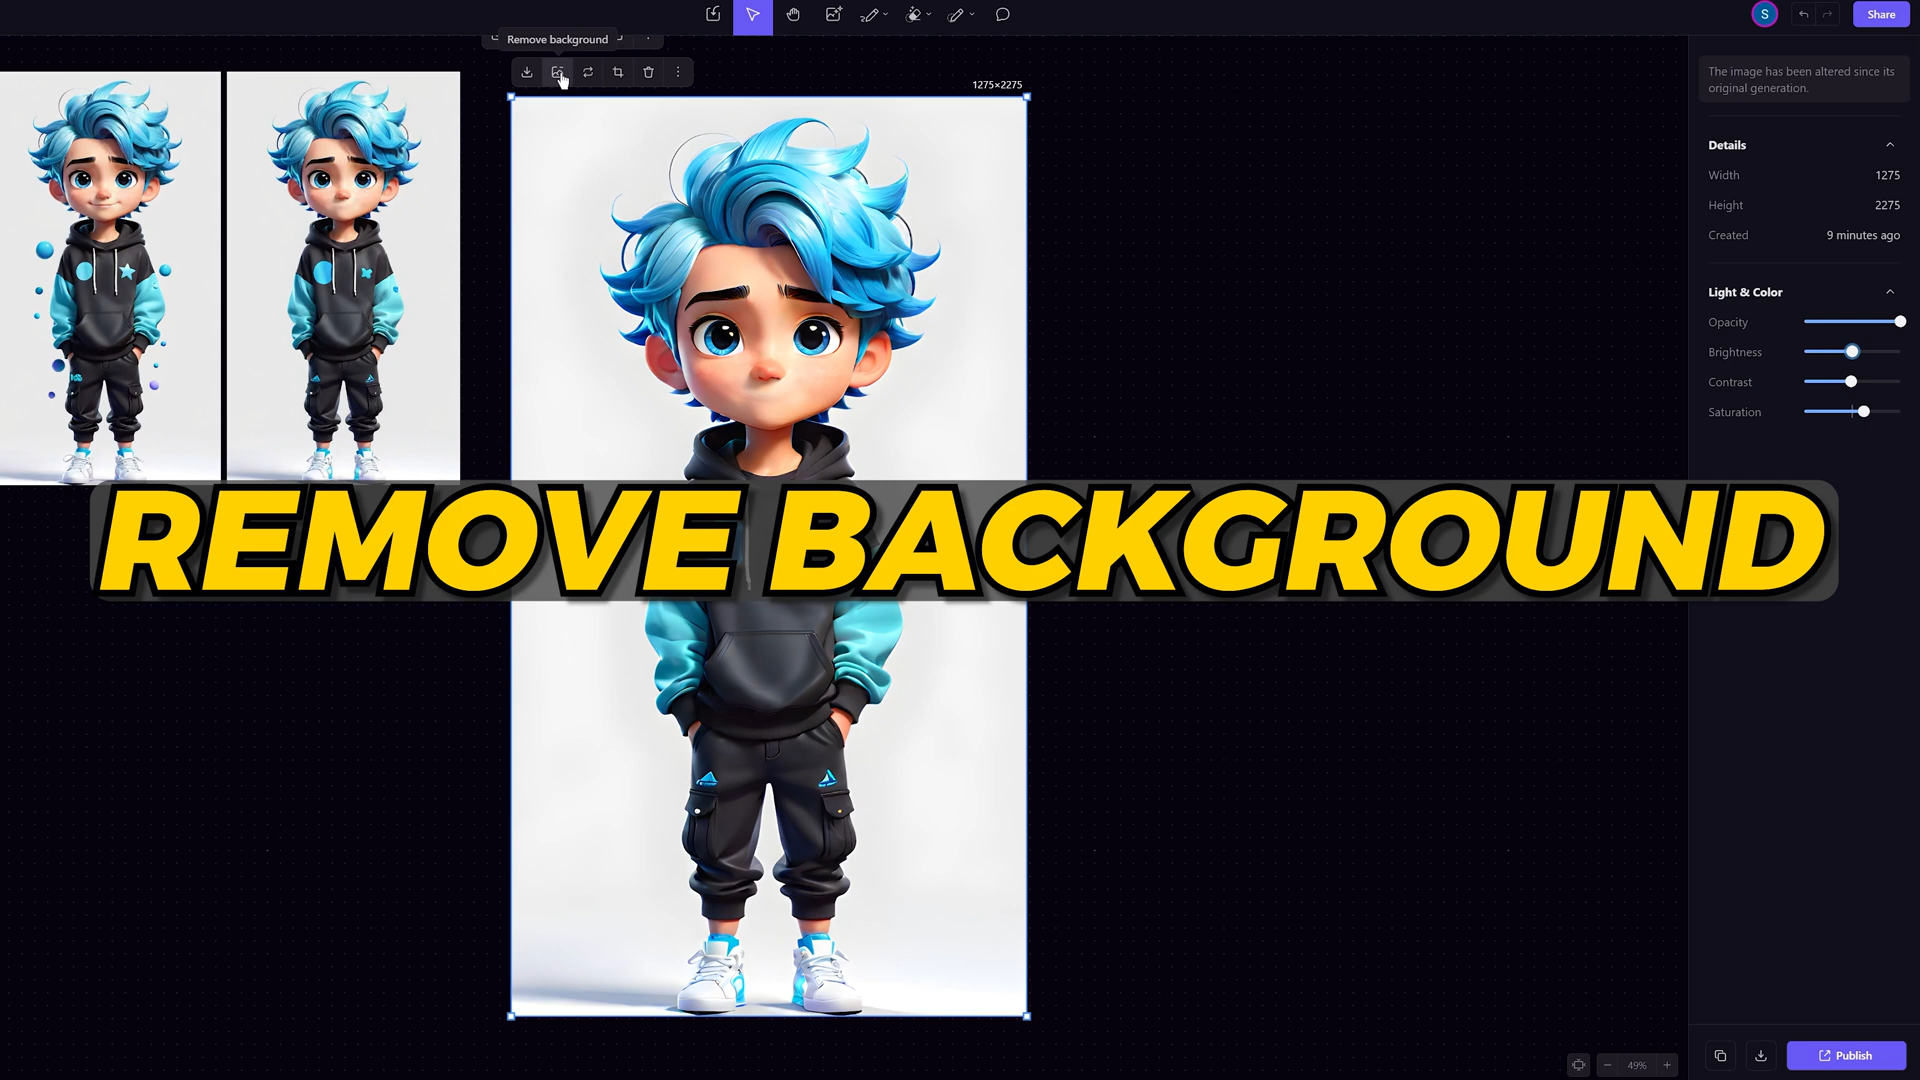 S
Share
Remove background
1275×2275
The image has been altered since its
original generation.
Details
Width 1275
Height 2275
Created 9 minutes ago
Light & Color
Opacity
Brightness
Contrast
Saturation
REMOVE BACKGROUND
49%
Publish